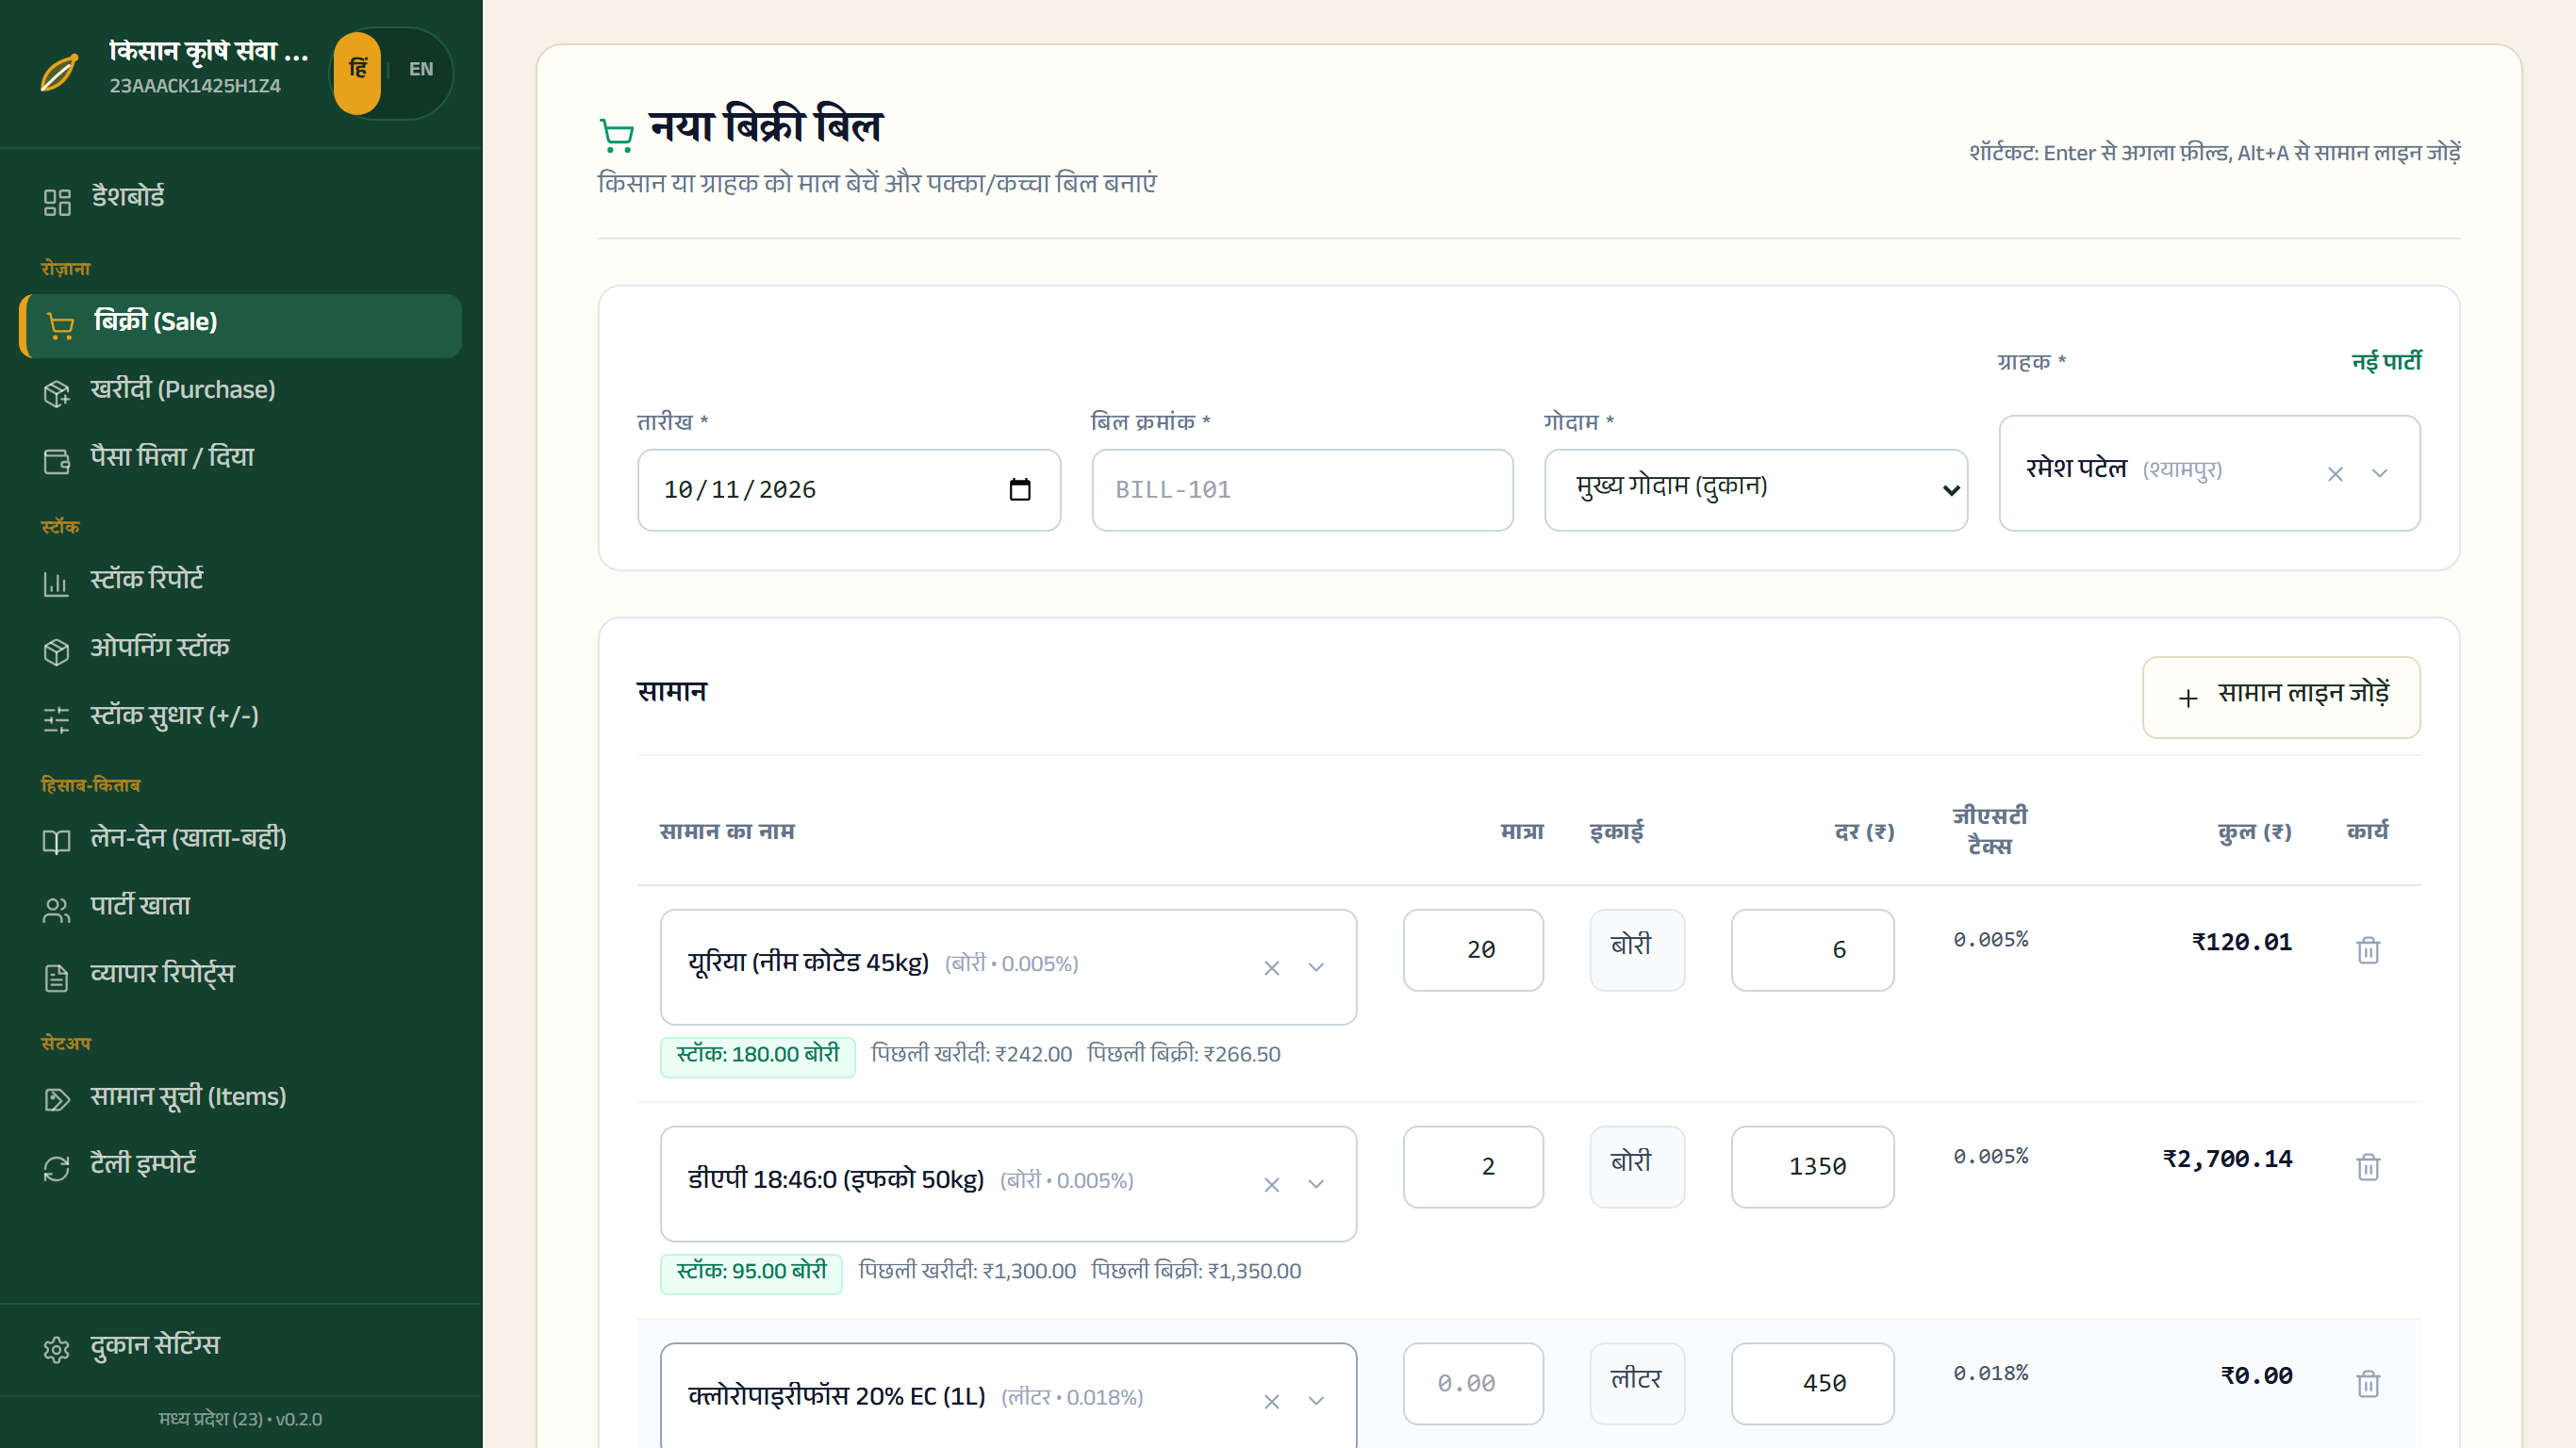 किसान कृषि सेवा ...
23AAACK1425H1Z4
हिं
EN
डैशबोर्ड
रोज़ाना
बिक्री (Sale)
खरीदी (Purchase)
पैसा मिला / दिया
स्टॉक
स्टॉक रिपोर्ट
ओपनिंग स्टॉक
स्टॉक सुधार (+/-)
हिसाब-किताब
लेन-देन (खाता-बही)
पार्टी खाता
व्यापार रिपोर्ट्स
सेटअप
सामान सूची (Items)
टैली इम्पोर्ट
दुकान सेटिंग्स
मध्य प्रदेश (23) • v0.2.0
नया बिक्री बिल
किसान या ग्राहक को माल बेचें और पक्का/कच्चा बिल बनाएं
शॉर्टकट: Enter से अगला फ़ील्ड, Alt+A से सामान लाइन जोड़ें
तारीख *
10/11/2026
बिल क्रमांक *
BILL-101
गोदाम *
मुख्य गोदाम (दुकान)
ग्राहक *
नई पार्टी
रमेश पटेल (श्यामपुर)
सामान
सामान लाइन जोड़ें
सामान का नाम मात्रा इकाई दर (₹) जीएसटी टैक्स कुल (₹) कार्य
यूरिया (नीम कोटेड 45kg) (बोरी • 0.005%) 20 बोरी 6 0.005% ₹120.01
स्टॉक: 180.00 बोरी पिछली खरीदी: ₹242.00 पिछली बिक्री: ₹266.50
डीएपी 18:46:0 (इफको 50kg) (बोरी • 0.005%) 2 बोरी 1350 0.005% ₹2,700.14
स्टॉक: 95.00 बोरी पिछली खरीदी: ₹1,300.00 पिछली बिक्री: ₹1,350.00
क्लोरोपाइरीफॉस 20% EC (1L) (लीटर • 0.018%) 0.00 लीटर 450 0.018% ₹0.00